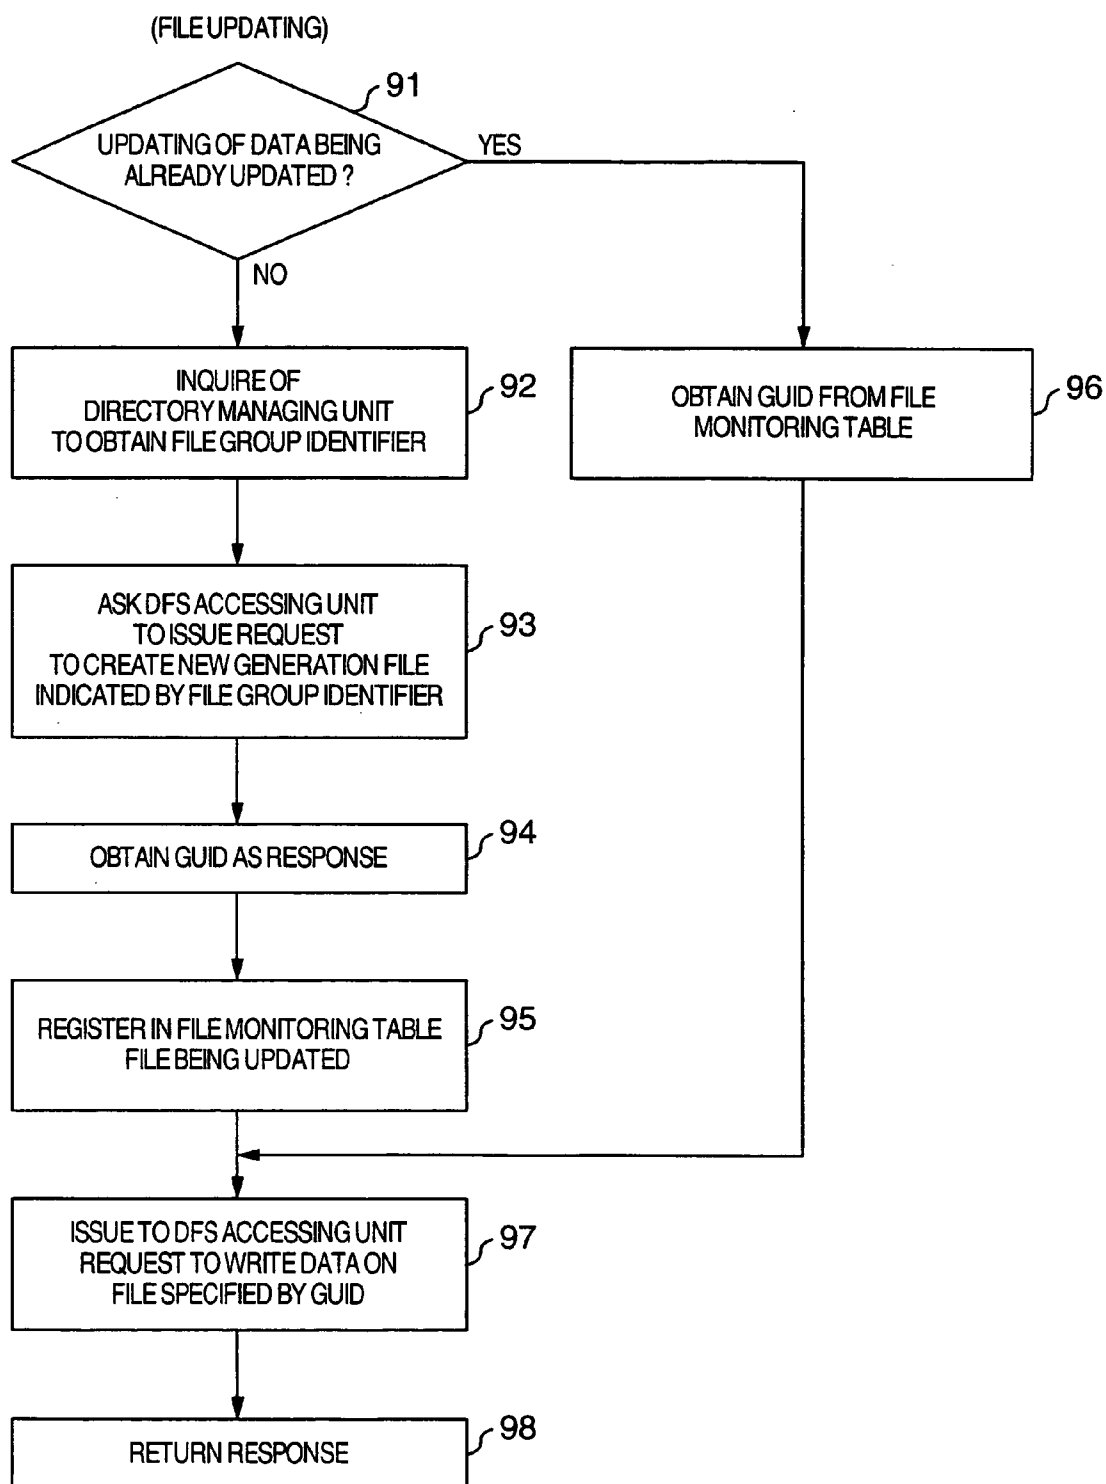 (FILE UPDATING)
91
UPDATING OF DATA BEING
ALREADY UPDATED ?
YES
NO
INQUIRE OF
DIRECTORY MANAGING UNIT
TO OBTAIN FILE GROUP IDENTIFIER
92
OBTAIN GUID FROM FILE
MONITORING TABLE
96
ASK DFS ACCESSING UNIT
TO ISSUE REQUEST
TO CREATE NEW GENERATION FILE
INDICATED BY FILE GROUP IDENTIFIER
93
OBTAIN GUID AS RESPONSE
94
REGISTER IN FILE MONITORING TABLE
FILE BEING UPDATED
95
ISSUE TO DFS ACCESSING UNIT
REQUEST TO WRITE DATA ON
FILE SPECIFIED BY GUID
97
RETURN RESPONSE
98